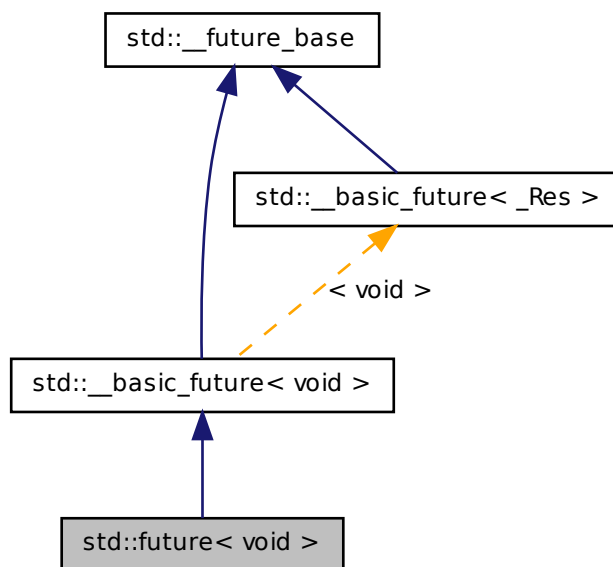 std::__future_base
std::__basic_future< _Res >
< void >
std::__basic_future< void >
std::future< void >